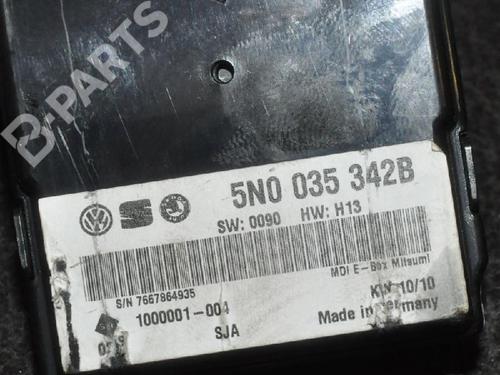 B-PARTS
5N0 035 342B
SW: 0090 HW: H13
MDI E-Box Mitsumi
S/N 7667864935
KW 10/10
1000001-004
Made in Germany
SJA